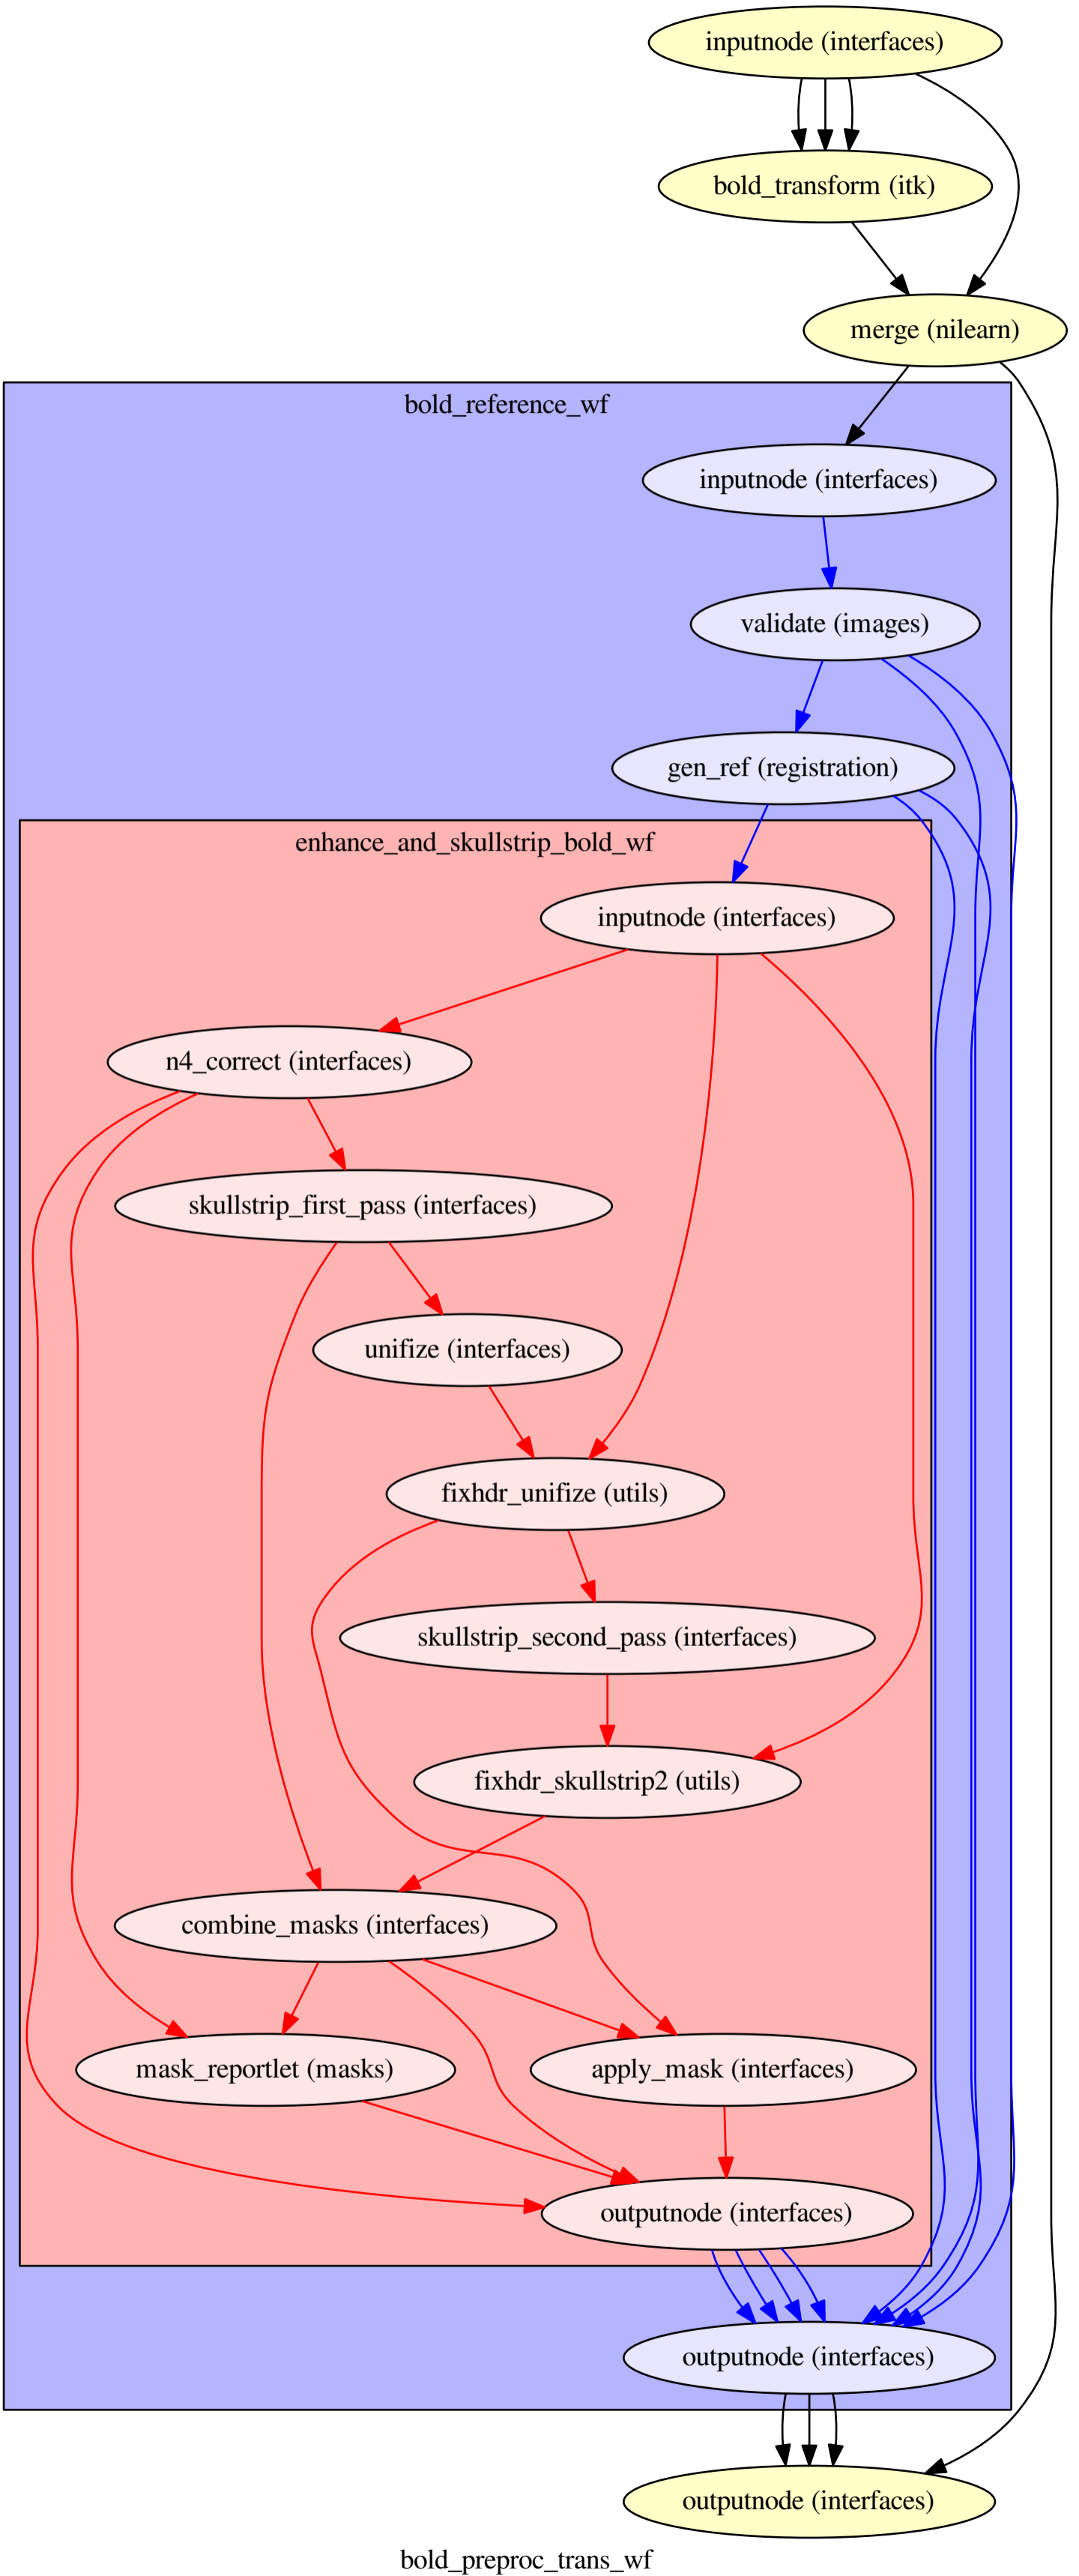 inputnode (interfaces)
bold_transform (itk)
merge (nilearn)
bold_reference_wf
inputnode (interfaces)
validate (images)
gen_ref (registration)
enhance_and_skullstrip_bold_wf
inputnode (interfaces)
n4_correct (interfaces)
skullstrip_first_pass (interfaces)
unifize (interfaces)
fixhdr_unifize (utils)
skullstrip_second_pass (interfaces)
fixhdr_skullstrip2 (utils)
combine_masks (interfaces)
mask_reportlet (masks)
apply_mask (interfaces)
outputnode (interfaces)
outputnode (interfaces)
outputnode (interfaces)
bold_preproc_trans_wf